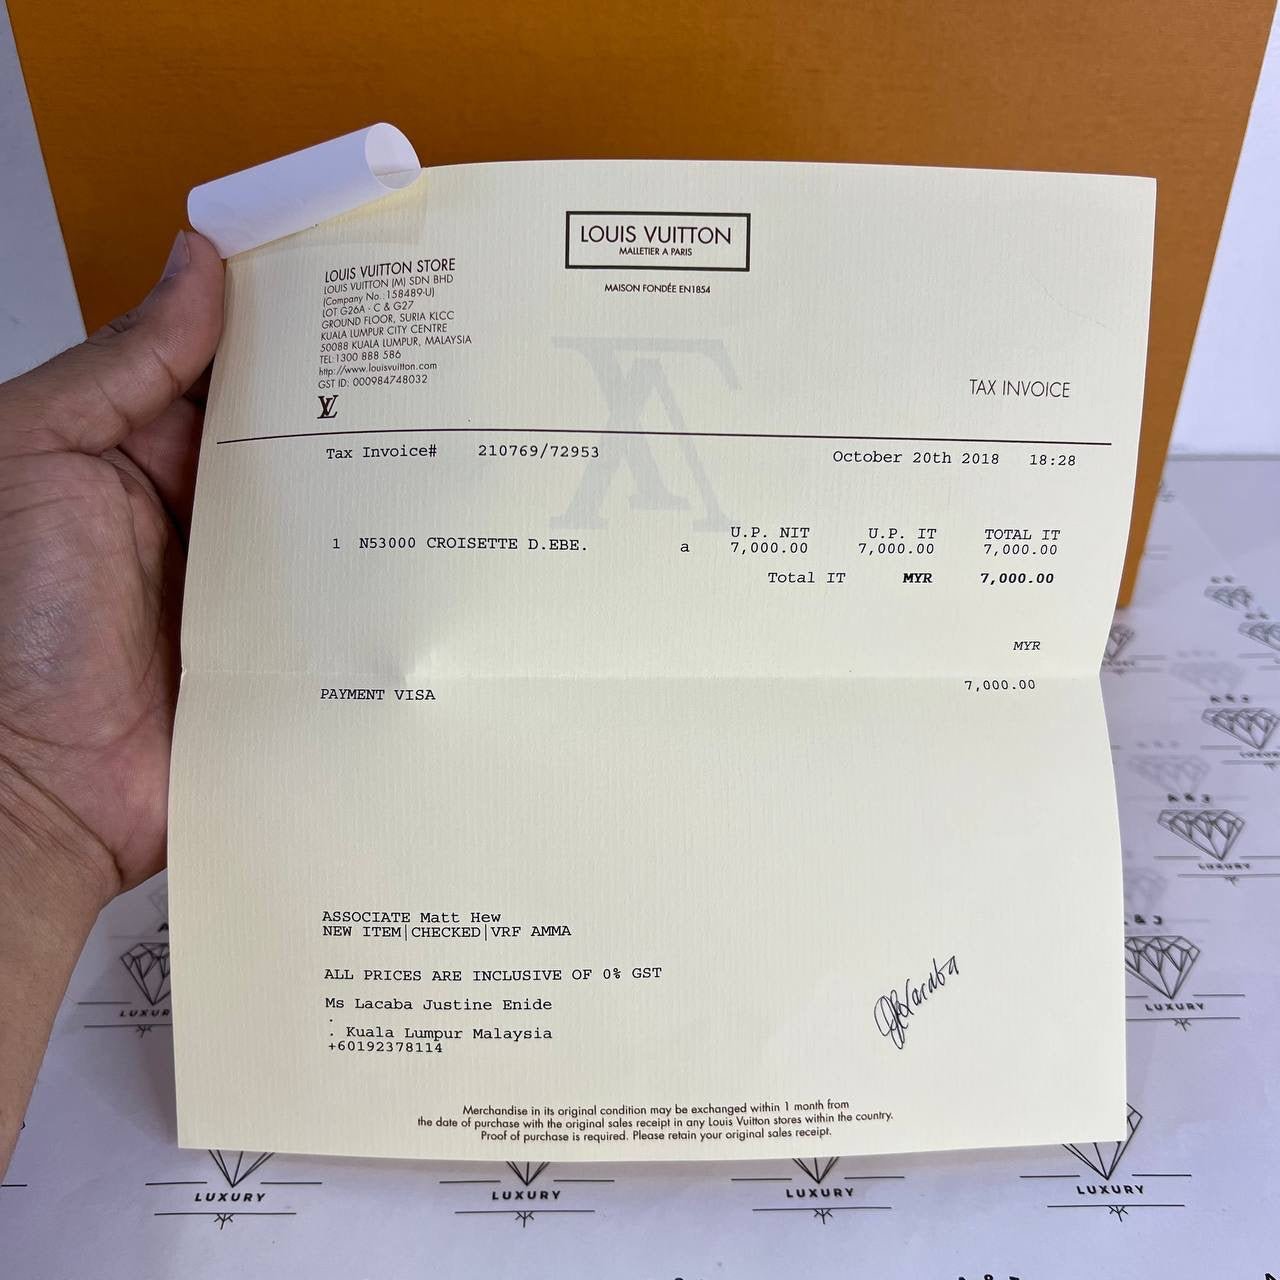 LOUIS VUITTON
MALLETIER A PARIS
MAISON FONDÉE EN1854
LOUIS VUITTON STORE
LOUIS VUITTON (M) SDN BHD
(Company No.:158489-U)
LOT G26A - C & G27
GROUND FLOOR, SURIA KLCC
KUALA LUMPUR CITY CENTRE
50088 KUALA LUMPUR, MALAYSIA
TEL:1300 888 586
http://www.louisvuitton.com
GST ID: 000984748032
LV
TAX INVOICE
Tax Invoice# 210769/72953 October 20th 2018 18:28
U.P. NIT U.P. IT TOTAL IT
1 N53000 CROISETTE D.EBE. a 7,000.00 7,000.00 7,000.00
Total IT MYR 7,000.00
MYR
PAYMENT VISA 7,000.00
ASSOCIATE Matt Hew
NEW ITEM|CHECKED|VRF AMMA
ALL PRICES ARE INCLUSIVE OF 0% GST
Ms Lacaba Justine Enide
.
. Kuala Lumpur Malaysia
+60192378114
Merchandise in its original condition may be exchanged within 1 month from
the date of purchase with the original sales receipt in any Louis Vuitton stores within the country.
Proof of purchase is required. Please retain your original sales receipt.
A & J
LUXURY
& J
LUXURY
LUXURY
LUXURY
LUXURY
LUXURY